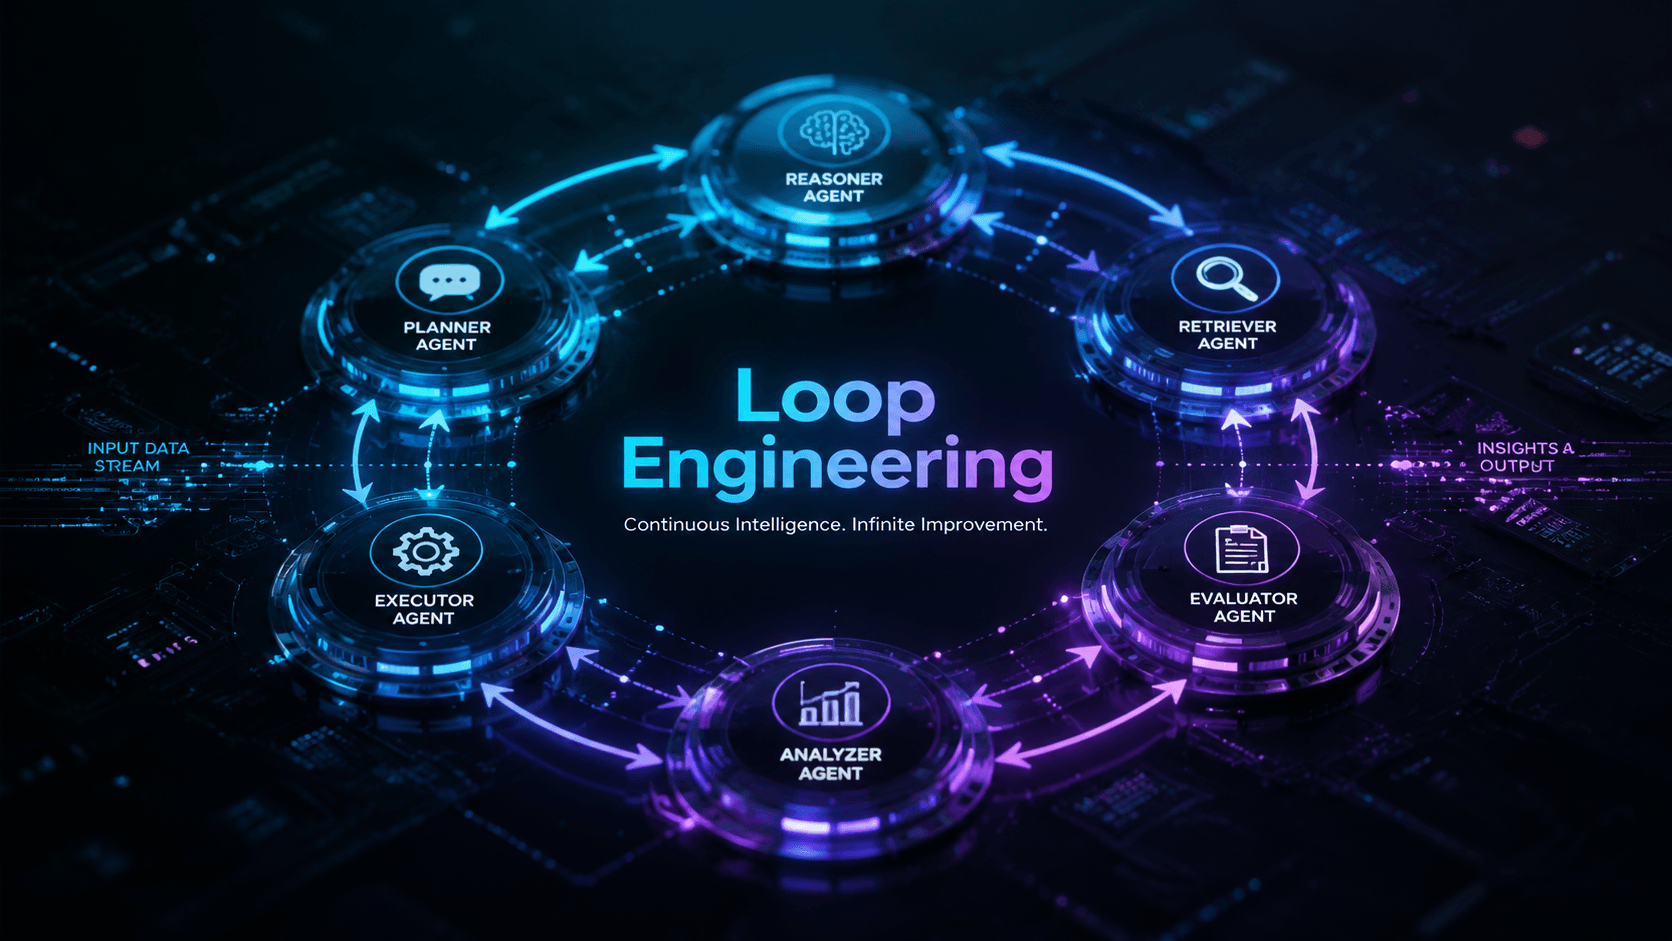 REASONER
AGENT
PLANNER
AGENT
RETRIEVER
AGENT
Loop
Engineering
Continuous Intelligence. Infinite Improvement.
INPUT DATA
STREAM
INSIGHTS &
OUTPUT
EXECUTOR
AGENT
EVALUATOR
AGENT
ANALYZER
AGENT